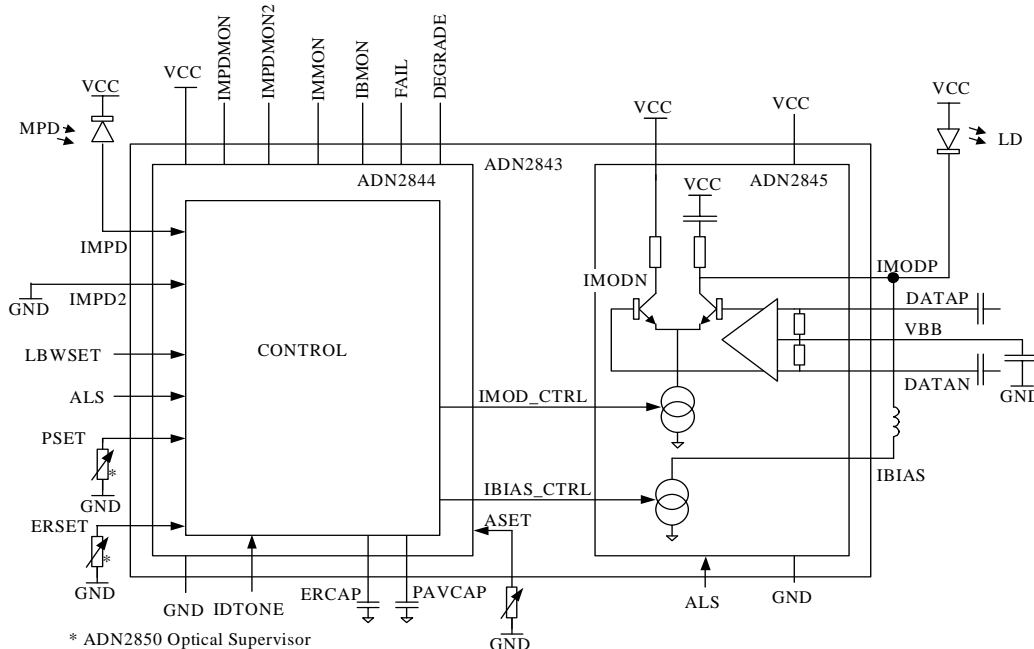 IMPDMON
IMPDMON2
IMMON
IBMON
FAIL
DEGRADE
VCC
VCC
VCC
VCC
VCC
MPD
LD
ADN2843
ADN2844
ADN2845
VCC
IMPD
IMODN
IMODP
IMPD2
GND
DATAP
VBB
CONTROL
LBWSET
DATAN
ALS
IMOD_CTRL
GND
PSET
*
GND
IBIAS
IBIAS_CTRL
ERSET
ASET
*
GND
GND
IDTONE
ERCAP
PAVCAP
ALS
GND
GND
* ADN2850 Optical Supervisor